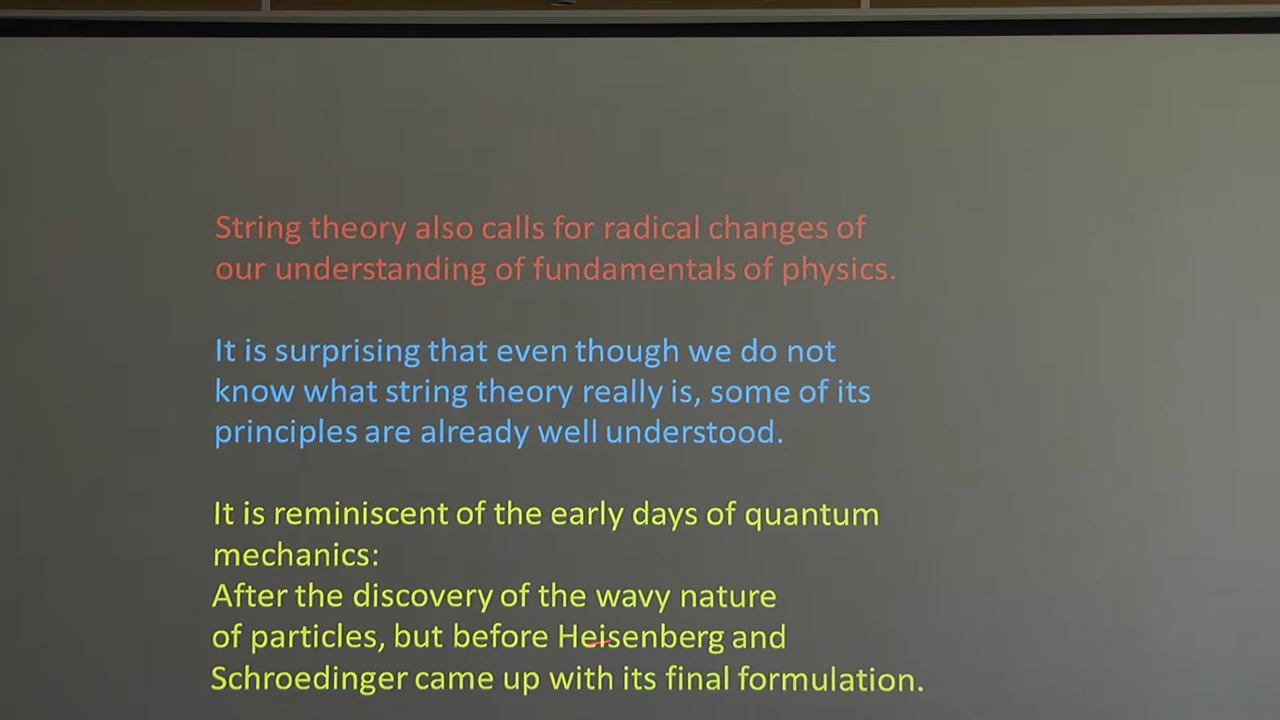 String theory also calls for radical changes of
our understanding of fundamentals of physics.
It is surprising that even though we do not
know what string theory really is, some of its
principles are already well understood.
It is reminiscent of the early days of quantum
mechanics:
After the discovery of the wavy nature
of particles, but before Heisenberg and
Schroedinger came up with its final formulation.